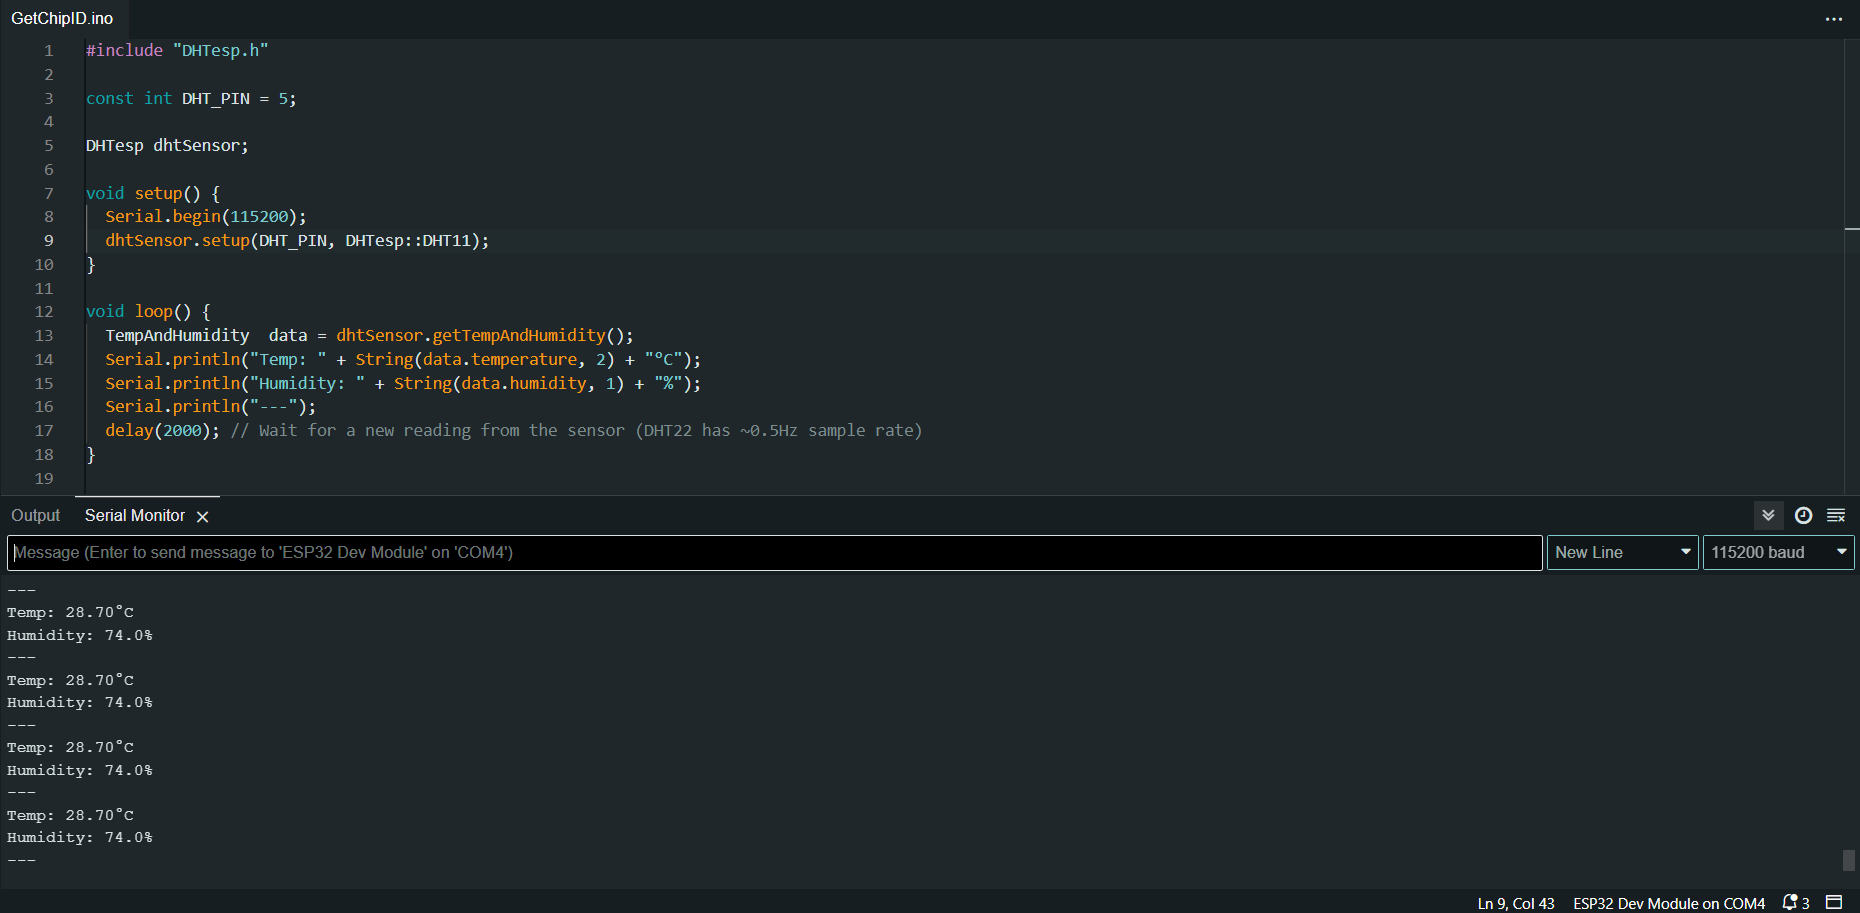 GetChipID.ino
1 #include "DHTesp.h"
2
3 const int DHT_PIN = 5;
4
5 DHTesp dhtSensor;
6
7 void setup() {
8 Serial.begin(115200);
9 dhtSensor.setup(DHT_PIN, DHTesp::DHT11);
10 }
11
12 void loop() {
13 TempAndHumidity  data = dhtSensor.getTempAndHumidity();
14 Serial.println("Temp: " + String(data.temperature, 2) + "°C");
15 Serial.println("Humidity: " + String(data.humidity, 1) + "%");
16 Serial.println("---");
17 delay(2000); // Wait for a new reading from the sensor (DHT22 has ~0.5Hz sample rate)
18 }
19
Output Serial Monitor
Message (Enter to send message to 'ESP32 Dev Module' on 'COM4') New Line 115200 baud
---
Temp: 28.70°C
Humidity: 74.0%
---
Temp: 28.70°C
Humidity: 74.0%
---
Temp: 28.70°C
Humidity: 74.0%
---
Temp: 28.70°C
Humidity: 74.0%
---
Ln 9, Col 43 ESP32 Dev Module on COM4 3